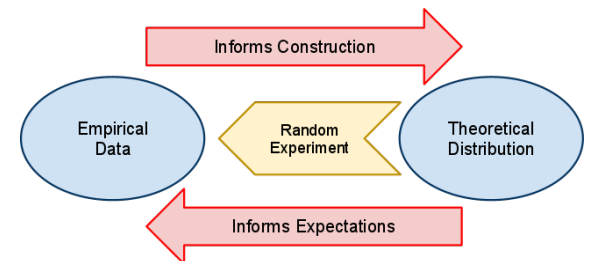 Informs Construction
Empirical
Data
Random
Experiment
Theoretical
Distribution
Informs Expectations